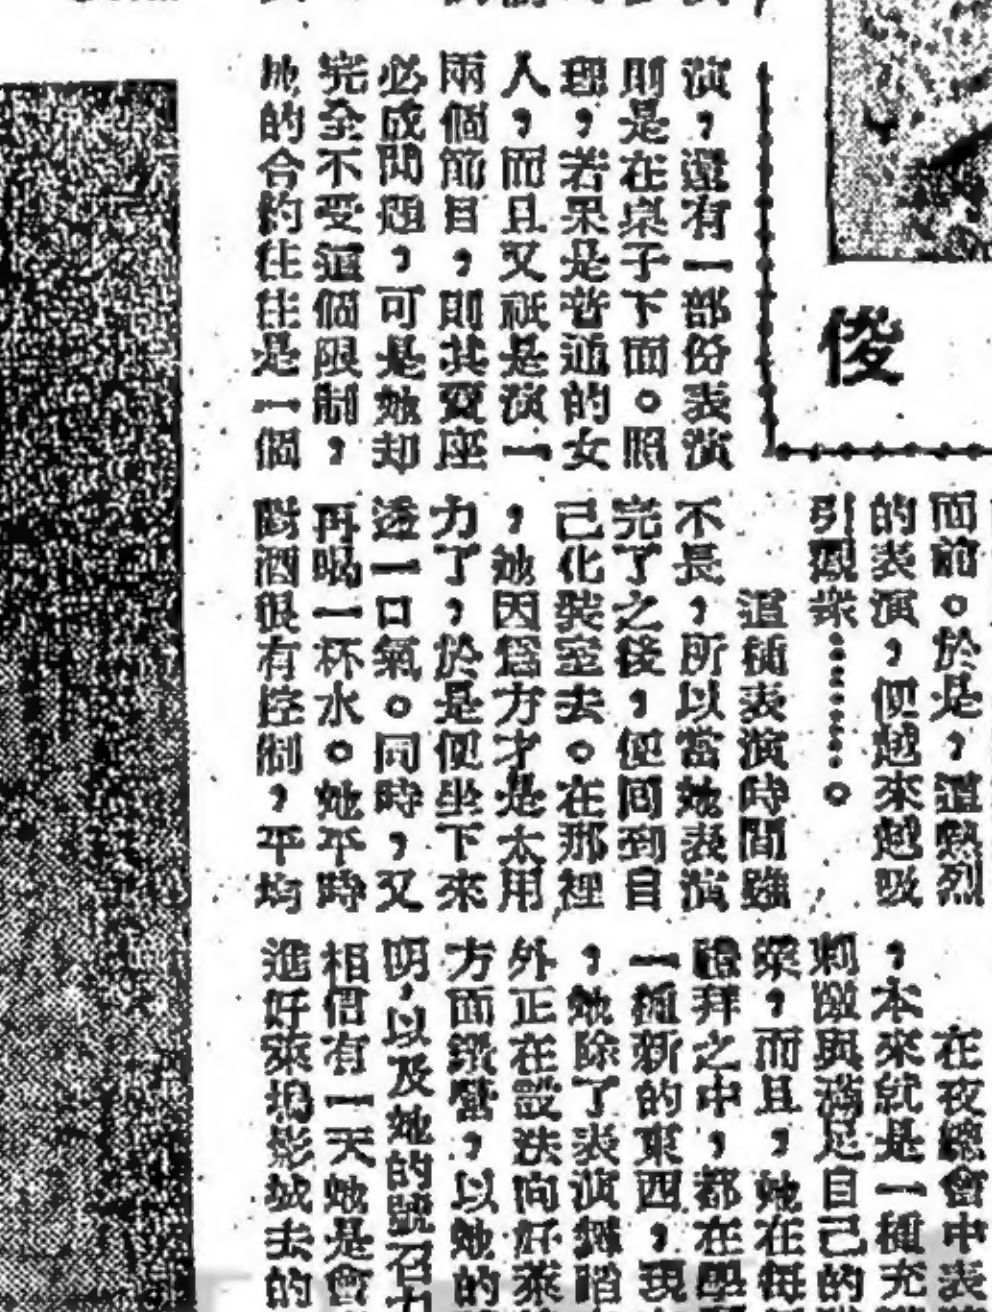 俊
演，還有一部份表演
則是在桌子下面。照
理，若果是普通的女
人，而且又祇是演一
兩個節目，則其賣座
必成問題，可是她却
完全不受這個限制，
她的合約往往是一個
面前。於是，這熱烈
的表演，便越來越吸
引觀衆………。
這種表演時間雖
不長，所以當她表演
完了之後，便回到自
己化裝室去。在那裡
，她因爲方才是太用
力了，於是便坐下來
透一口氣。同時，又
再喝一杯水。她平時
對酒很有控制，平均
在夜總會中表
，本來就是一種充
刺激與滿足自己的
樂，而且，她在每
禮拜之中，都在學
一種新的東西，現
，她除了表演舞蹈
外正在設法向好萊
方面鑽營，以她的
明，以及她的號召力
相信有一天她是會
進好萊塢影城去的